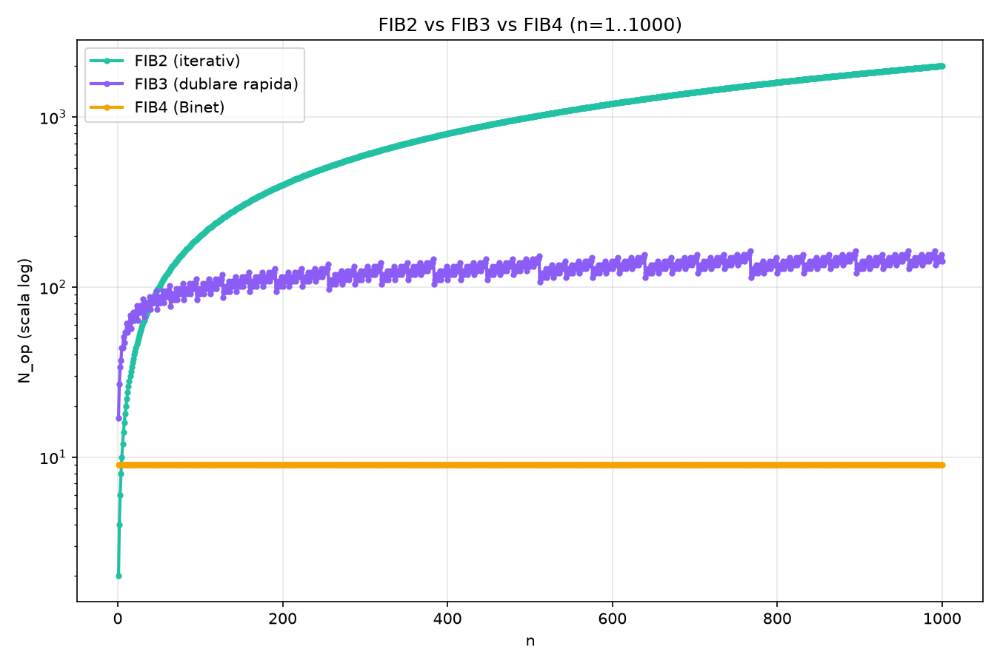 FIB2 vs FIB3 vs FIB4 (n=1..1000)
FIB2 (iterativ)
FIB3 (dublare rapida)
FIB4 (Binet)
N_op (scala log)
10³
10²
10¹
0 200 400 600 800 1000
n